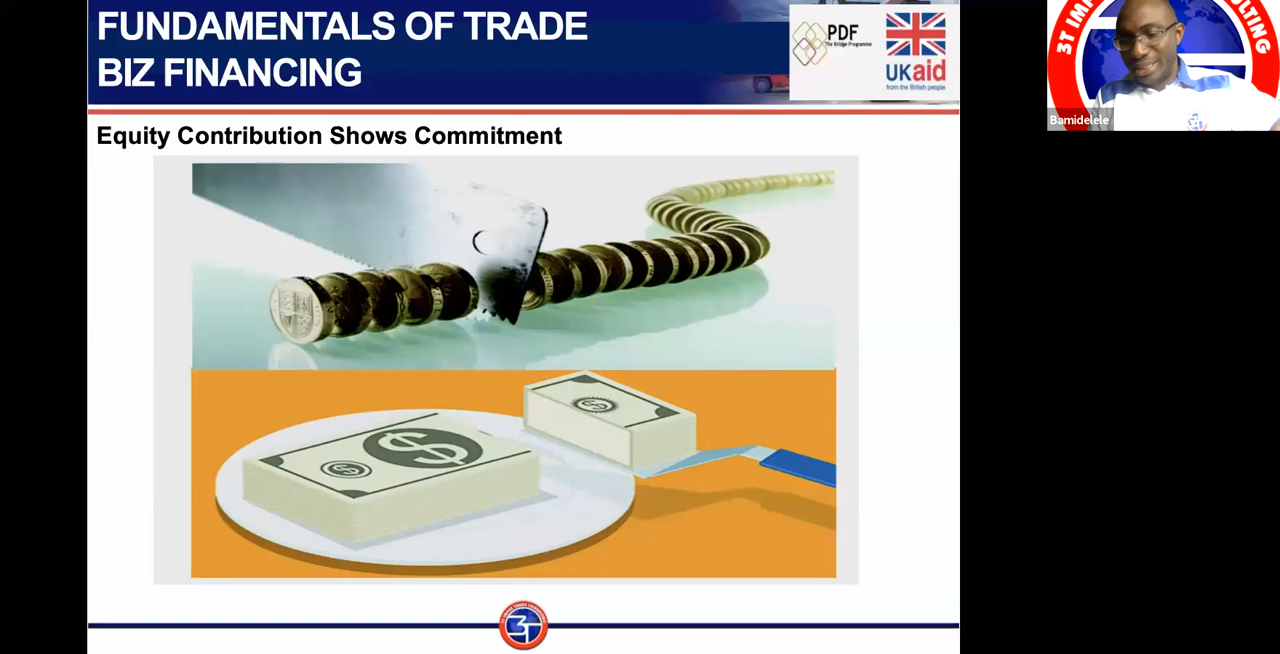 FUNDAMENTALS OF TRADE
BIZ FINANCING
PDF
The Bridge Programme
UKaid
from the British people
Equity Contribution Shows Commitment
Bamidelele
3T